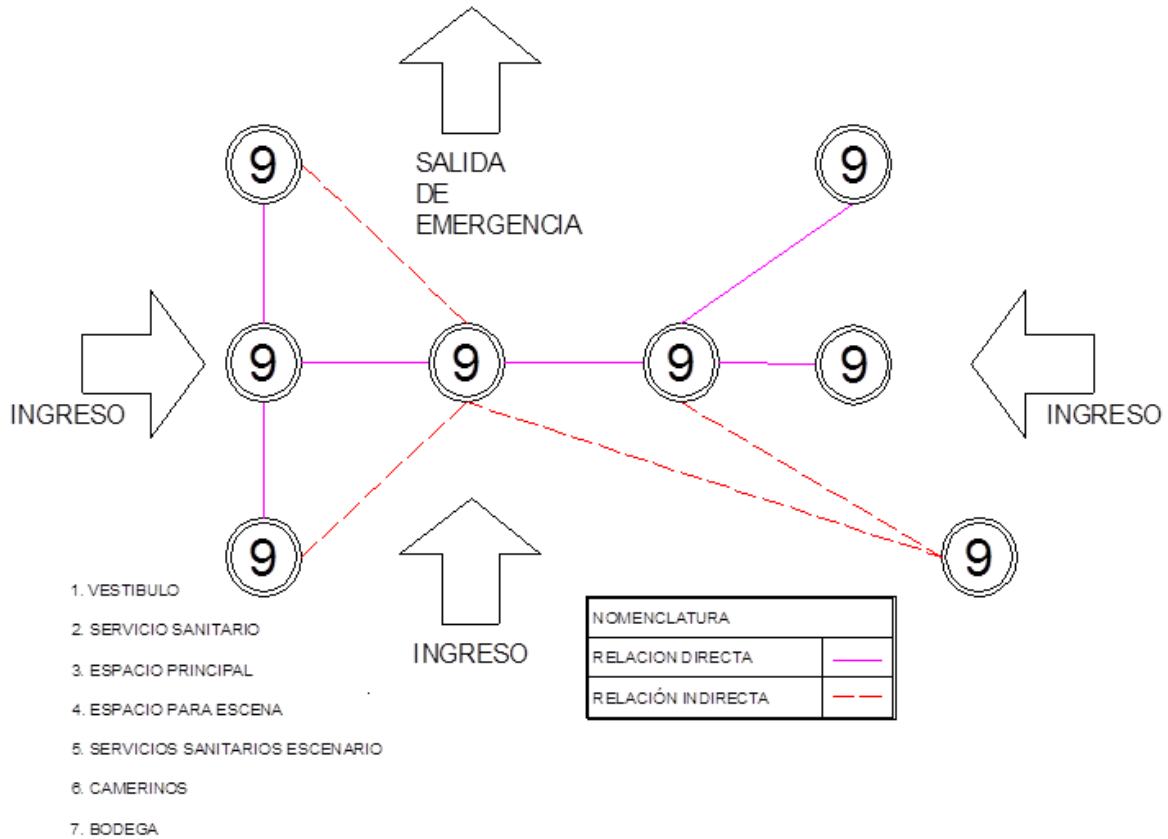 9
SALIDA
DE
EMERGENCIA
9
9
9
9
9
INGRESO
INGRESO
9
9
1. VESTIBULO
2. SERVICIO SANITARIO
3. ESPACIO PRINCIPAL
4. ESPACIO PARA ESCENA
5. SERVICIOS SANITARIOS ESCENARIO
6. CAMERINOS
7. BODEGA
INGRESO
NOMENCLATURA
RELACION DIRECTA
RELACIÓN INDIRECTA